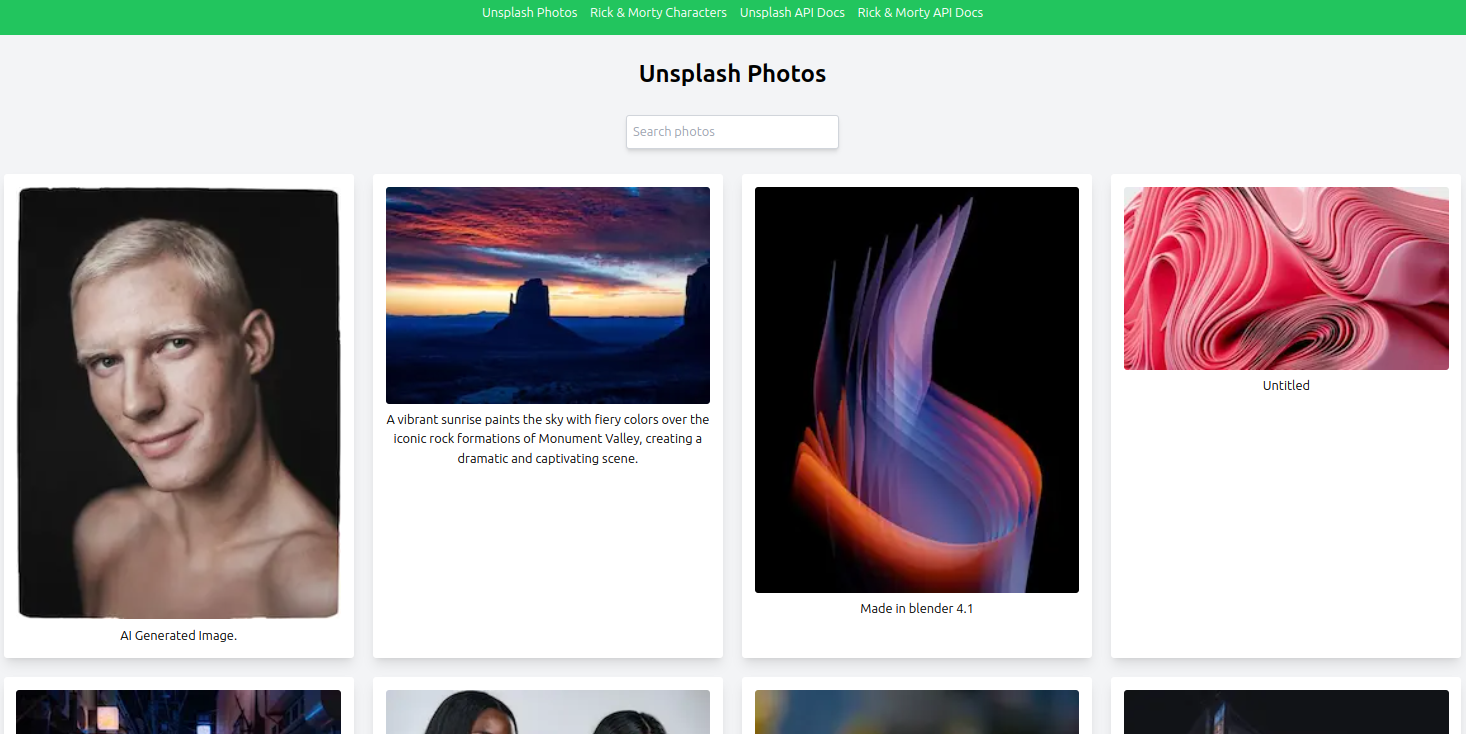 Unsplash Photos Rick & Morty Characters Unsplash API Docs Rick & Morty API Docs
Unsplash Photos
Search photos
AI Generated Image.
A vibrant sunrise paints the sky with fiery colors over the
iconic rock formations of Monument Valley, creating a
dramatic and captivating scene.
Made in blender 4.1
Untitled